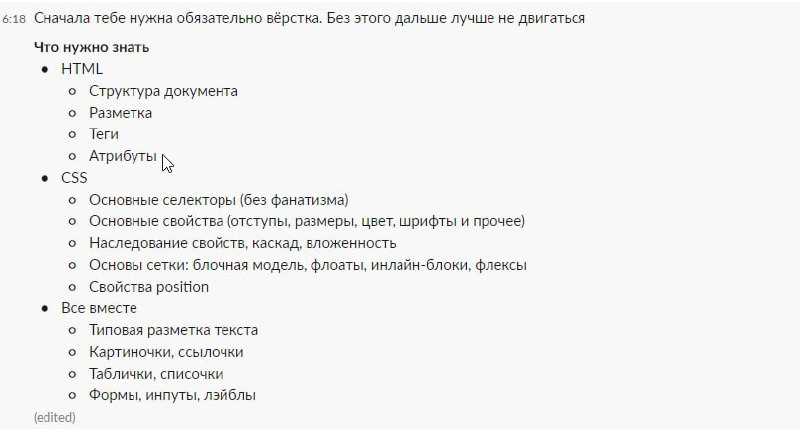 6:18 Сначала тебе нужна обязательно вёрстка. Без этого дальше лучше не двигаться
Что нужно знать
• HTML
o Структура документа
o Разметка
o Теги
o Атрибуты
• CSS
o Основные селекторы (без фанатизма)
o Основные свойства (отступы, размеры, цвет, шрифты и прочее)
o Наследование свойств, каскад, вложенность
o Основы сетки: блочная модель, флоаты, инлайн-блоки, флексы
o Свойства position
• Все вместе
o Типовая разметка текста
o Картиночки, ссылочки
o Таблички, списочки
o Формы, инпуты, лэйблы
(edited)